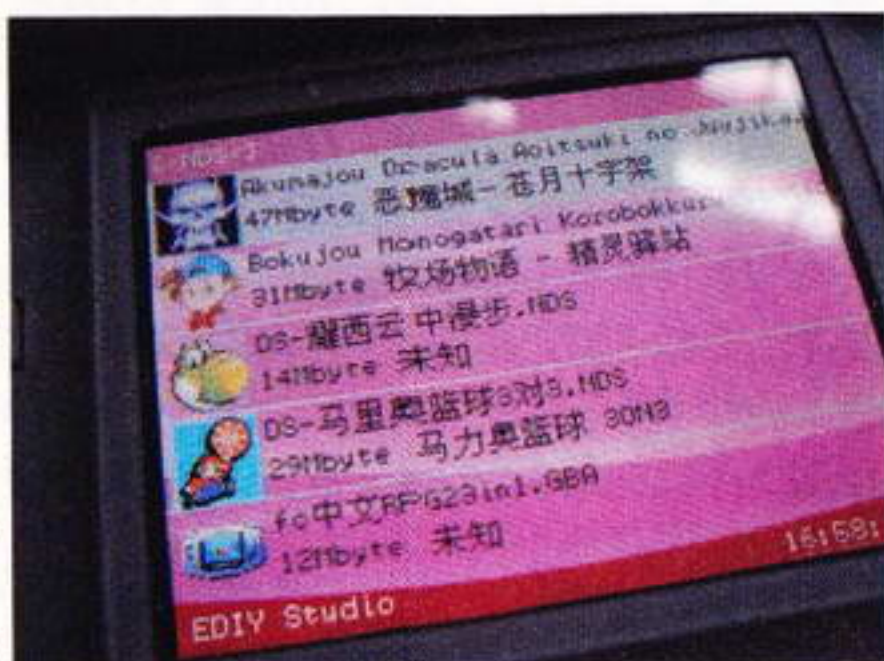 Akumajou Dracula Aoitsuki no Jyujika.
47Mbyte 恶魔城-苍月十字架
Bokujou Monogatari Korobokkur
31Mbyte 牧场物语 - 精灵驿站
DS-耀西云中漫步.NDS
14Mbyte 未知
DS-马里奥篮球3对3.NDS
29Mbyte 马力奥篮球 3ON3
fc中文RPG23in1.GBA
12Mbyte 未知
EDIY Studio
16:58: